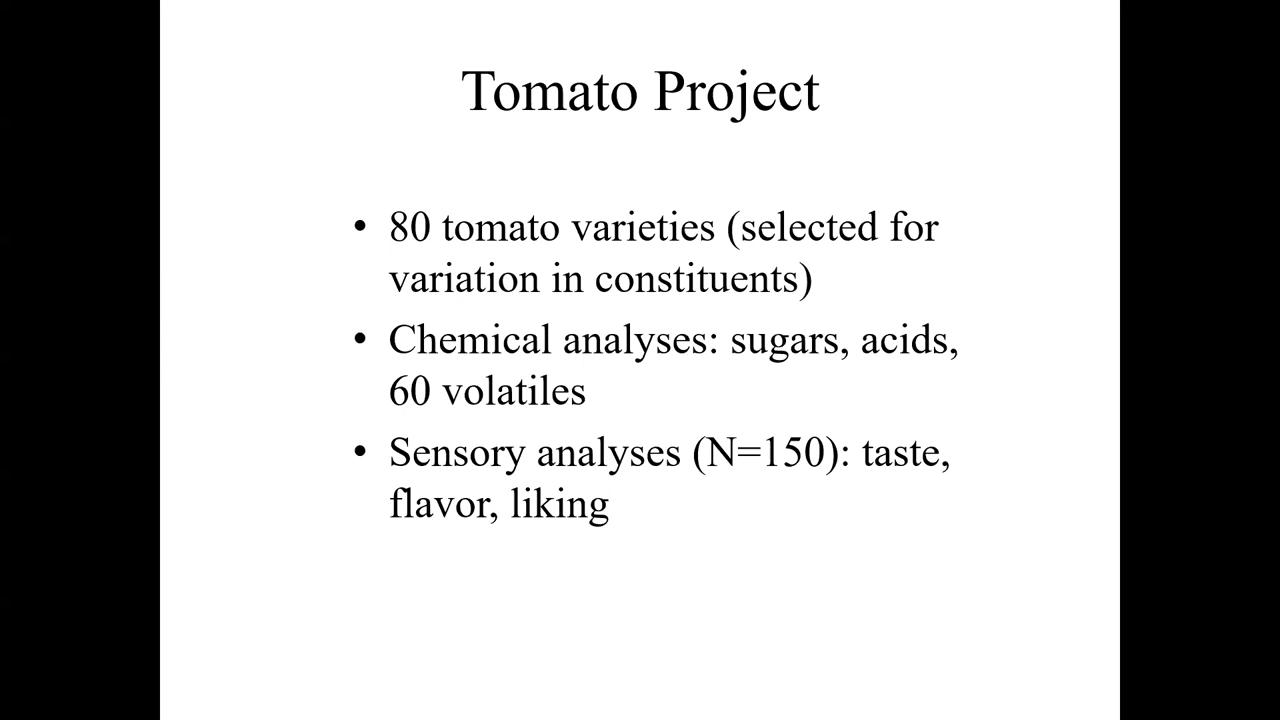 Tomato Project
• 80 tomato varieties (selected for
variation in constituents)
• Chemical analyses: sugars, acids,
60 volatiles
• Sensory analyses (N=150): taste,
flavor, liking